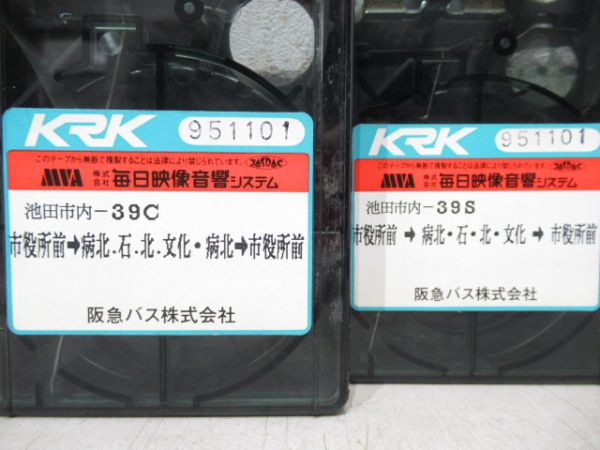 KRK 951101
このテープから無断で複製することは法律により禁じられています。 JASRAC
MVA 株式会社 毎日映像音響システム
池田市内-39C
市役所前➡病北.石.北.文化・病北➡市役所前
阪急バス株式会社
KRK 951101
このテープから無断で複製することは法律により禁じられています。 JASRAC
MVA 株式会社 毎日映像音響システム
池田市内-39S
市役所前 ➡ 病北・石・北・文化 ➡ 市役所前
阪急バス株式会社